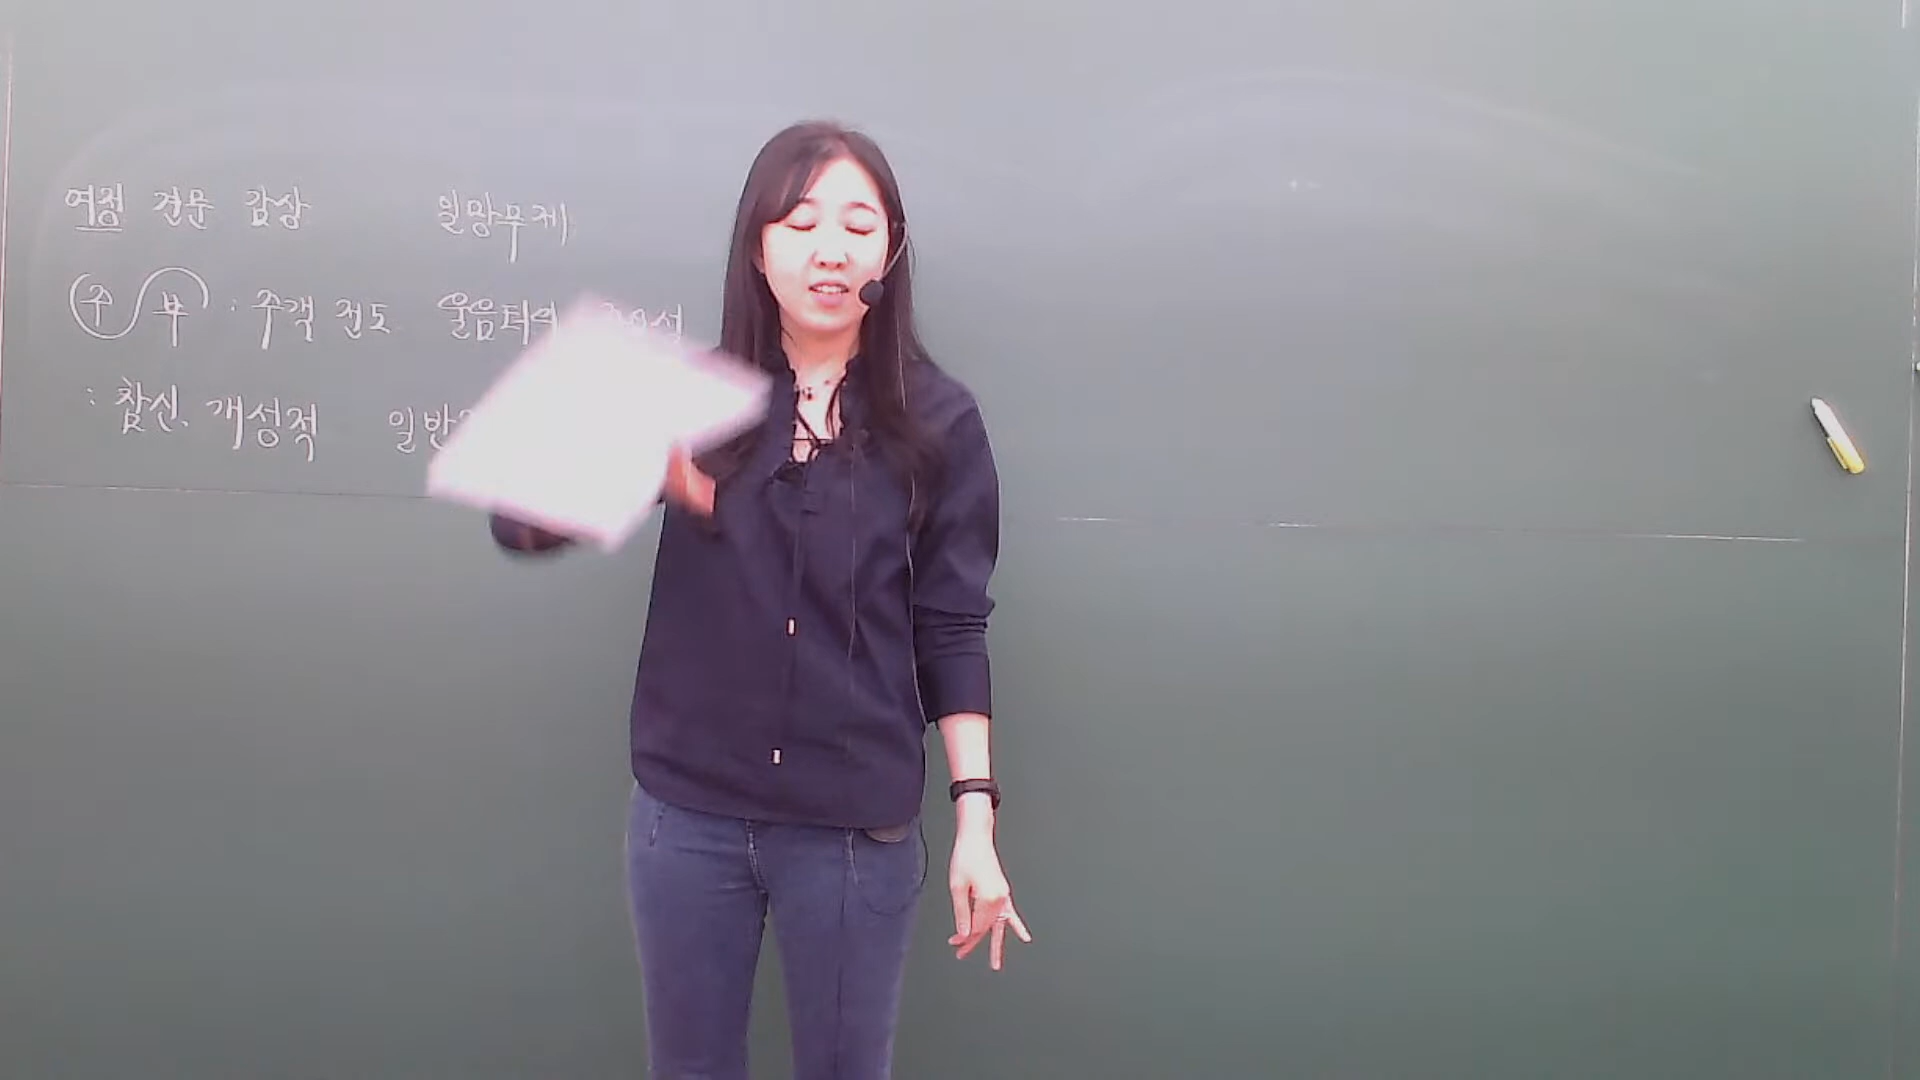 여정 견문 감상 일망무제
주 부 : 주객 전도 울음터의
: 참신, 개성적 일반